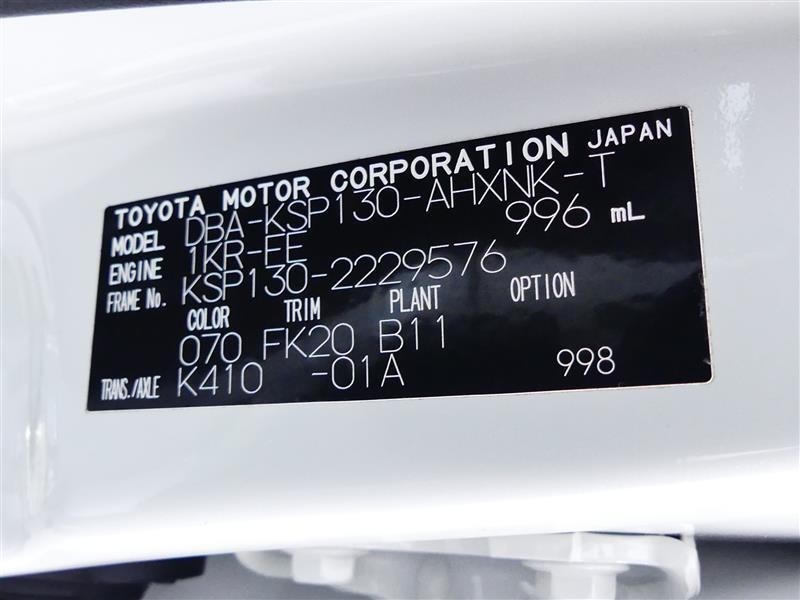 TOYOTA MOTOR CORPORATION JAPAN
MODEL DBA-KSP130-AHXNK-T
ENGINE 1KR-FE 996 mL
FRAME No. KSP130-2229576
COLOR TRIM PLANT OPTION
070 FK20 B11
TRANS./AXLE K410 -01A 998